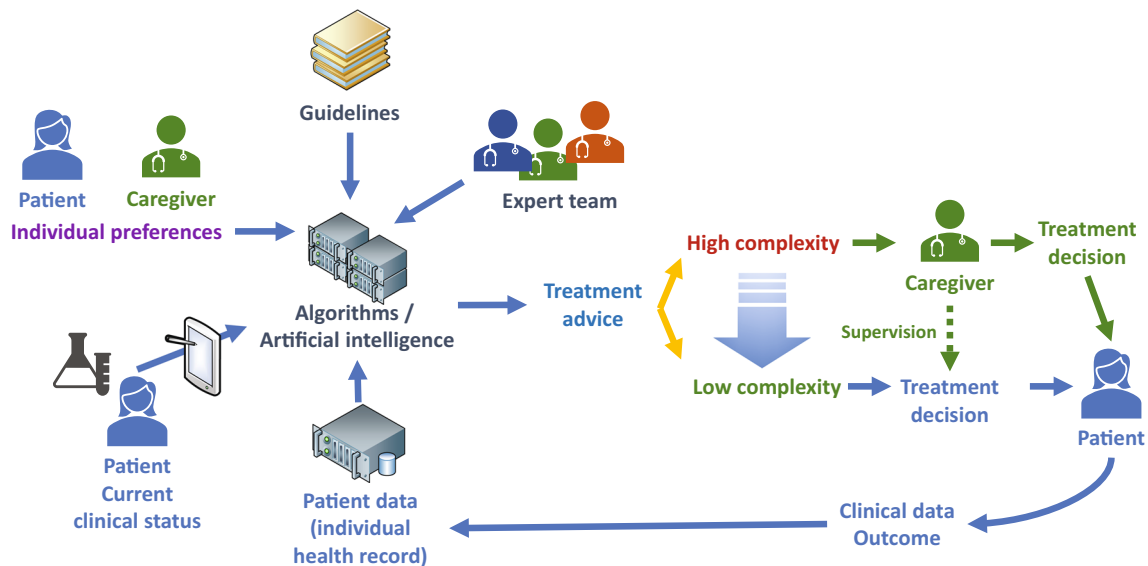 Guidelines
Patient
Caregiver
Individual preferences
Expert team
Algorithms /
Artificial intelligence
Patient
Current
clinical status
Patient data
(individual
health record)
Treatment
advice
High complexity
Low complexity
Caregiver
Supervision
Treatment
decision
Treatment
decision
Patient
Clinical data
Outcome